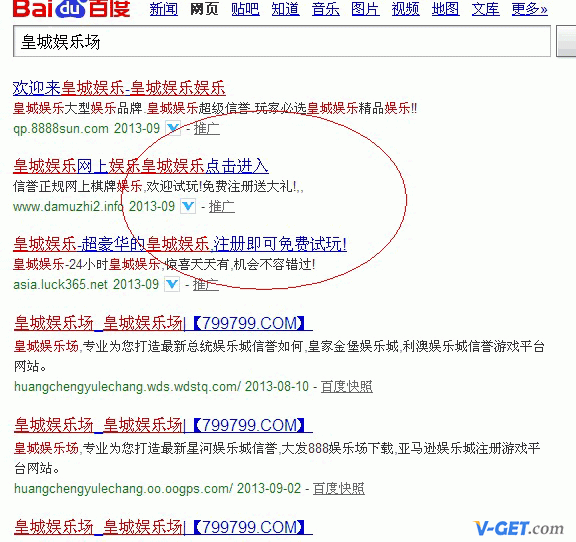 Bai du 百度 新闻 网页 贴吧 知道 音乐 图片 视频 地图 文库 更多»
皇城娱乐场
欢迎来皇城娱乐-皇城娱乐娱乐
皇城娱乐大型娱乐品牌.皇城娱乐超级信誉.玩家必选皇城娱乐精品娱乐!!
qp.8888sun.com 2013-09 V - 推广
皇城娱乐网上娱乐皇城娱乐点击进入
信誉正规网上棋牌娱乐,欢迎试玩!免费注册送大礼!,,
www.damuzhi2.info 2013-09 V - 推广
皇城娱乐-超豪华的皇城娱乐,注册即可免费试玩!
皇城娱乐-24小时皇城娱乐,惊喜天天有,机会不容错过!
asia.luck365.net 2013-09 V - 推广
皇城娱乐场_皇城娱乐场|【799799.COM】
皇城娱乐场,专业为您打造最新总统娱乐城信誉如何,皇家金堡娱乐城,利澳娱乐城信誉游戏平台
网站。
huangchengyulechang.wds.wdstq.com/ 2013-08-10 - 百度快照
皇城娱乐场_皇城娱乐场|【799799.COM】
皇城娱乐场,专业为您打造最新星河娱乐城信誉,大发888娱乐场下载,亚马逊娱乐城注册游戏平
台网站。
huangchengyulechang.oo.oogps.com/ 2013-09-02 - 百度快照
皇城娱乐场_皇城娱乐场|【799799.COM】
V-GET.com